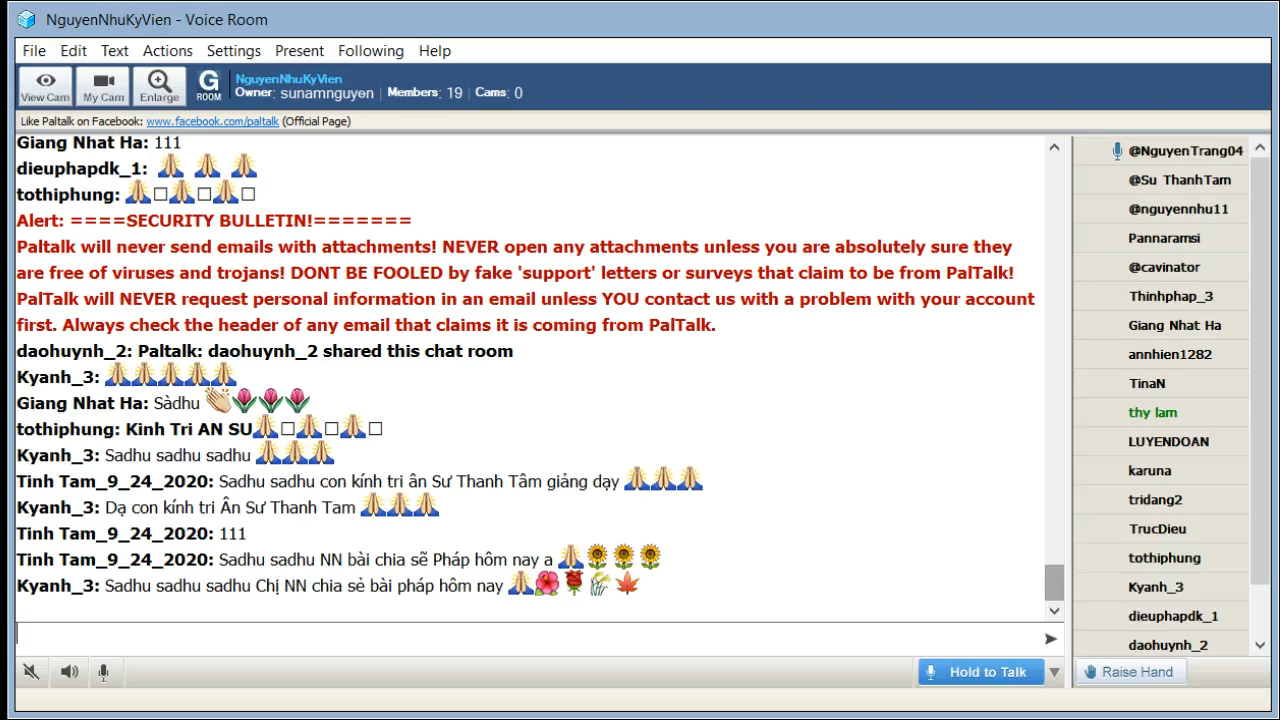 NguyenNhuKyVien - Voice Room
File Edit Text Actions Settings Present Following Help
View Cam My Cam Enlarge G ROOM
NguyenNhuKyVien
Owner: sunamnguyen | Members: 19 | Cams: 0
Like Paltalk on Facebook: www.facebook.com/paltalk (Official Page)
Giang Nhat Ha: 111
dieuphapdk_1: 🙏 🙏 🙏
tothiphung: 🙏□🙏□🙏□
Alert: ====SECURITY BULLETIN!=======
Paltalk will never send emails with attachments! NEVER open any attachments unless you are absolutely sure they
are free of viruses and trojans! DONT BE FOOLED by fake 'support' letters or surveys that claim to be from PalTalk!
PalTalk will NEVER request personal information in an email unless YOU contact us with a problem with your account
first. Always check the header of any email that claims it is coming from PalTalk.
daohuynh_2: Paltalk: daohuynh_2 shared this chat room
Kyanh_3: 🙏🙏🙏🙏🙏
Giang Nhat Ha: Sàdhu 👏🌷🌷🌷
tothiphung: Kinh Tri AN SU🙏□🙏□🙏□
Kyanh_3: Sadhu sadhu sadhu 🙏🙏🙏
Tinh Tam_9_24_2020: Sadhu sadhu con kính tri ân Sư Thanh Tâm giảng dạy 🙏🙏🙏
Kyanh_3: Dạ con kính tri Ân Sư Thanh Tam 🙏🙏🙏
Tinh Tam_9_24_2020: 111
Tinh Tam_9_24_2020: Sadhu sadhu NN bài chia sẽ Pháp hôm nay a 🙏🌻🌻🌻
Kyanh_3: Sadhu sadhu sadhu Chị NN chia sẻ bài pháp hôm nay 🙏🌺🌹🌾🍁
Hold to Talk
@NguyenTrang04
@Su ThanhTam
@nguyennhu11
Pannaramsi
@cavinator
Thinhphap_3
Giang Nhat Ha
annhien1282
TinaN
thy lam
LUYENDOAN
karuna
tridang2
TrucDieu
tothiphung
Kyanh_3
dieuphapdk_1
daohuynh_2
Raise Hand